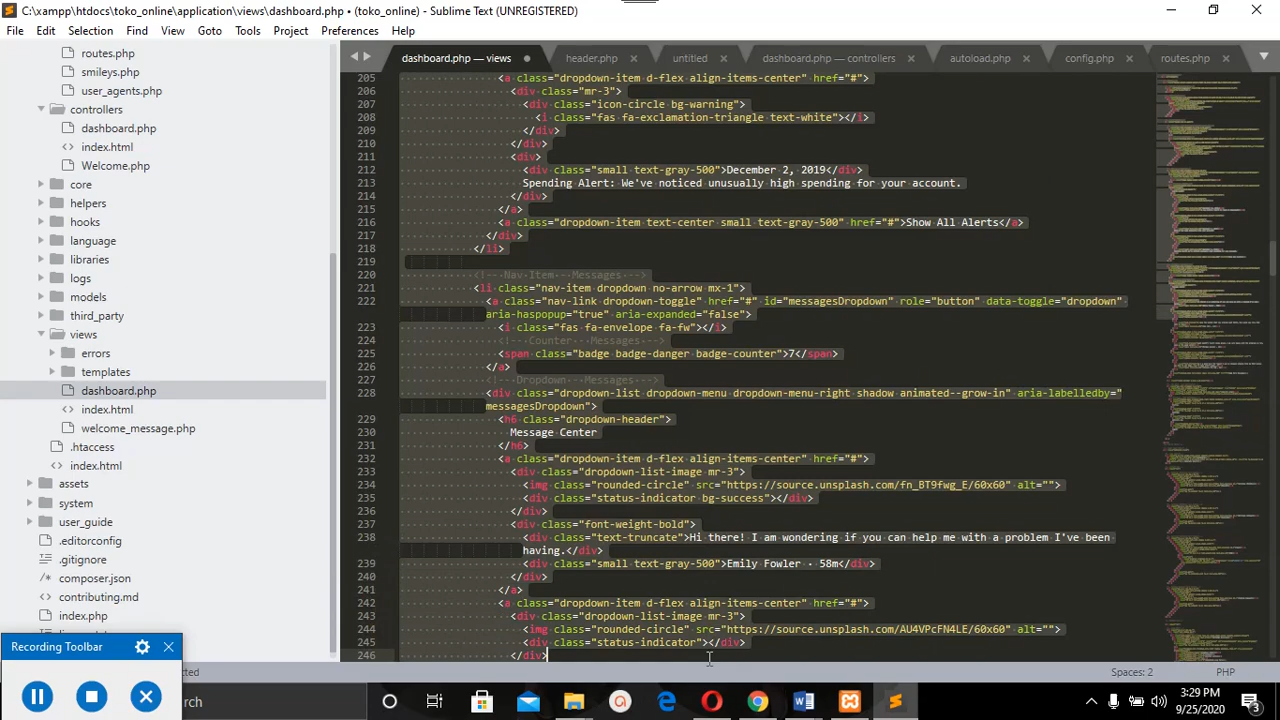 C:\xampp\htdocs\toko_online\application\views\dashboard.php • (toko_online) - Sublime Text (UNREGISTERED)
File Edit Selection Find View Goto Tools Project Preferences Help
dashboard.php — views
header.php
untitled
dashboard.php — controllers
autoload.php
config.php
routes.php
routes.php
smileys.php
user_agents.php
controllers
dashboard.php
index.html
Welcome.php
core
helpers
hooks
language
libraries
logs
models
third_party
views
errors
templates
dashboard.php
index.html
welcome_message.php
.htaccess
index.html
assets
system
user_guide
.editorconfig
.gitignore
composer.json
contributing.md
index.php
205 <a class="dropdown-item d-flex align-items-center" href="#">
206 <div class="mr-3">
207 <div class="icon-circle bg-warning">
208 <i class="fas fa-exclamation-triangle text-white"></i>
209 </div>
210 </div>
211 <div>
212 <div class="small text-gray-500">December 2, 2019</div>
213 Spending Alert: We've noticed unusually high spending for your account.
214 </div>
215 </a>
216 <a class="dropdown-item text-center small text-gray-500" href="#">Show All Alerts</a>
217 </div>
218 </li>
219
220 <!-- Nav Item - Messages -->
221 <li class="nav-item dropdown no-arrow mx-1">
222 <a class="nav-link dropdown-toggle" href="#" id="messagesDropdown" role="button" data-toggle="dropdown"
aria-haspopup="true" aria-expanded="false">
223 <i class="fas fa-envelope fa-fw"></i>
224 <!-- Counter - Messages -->
225 <span class="badge badge-danger badge-counter">7</span>
226 </a>
227 <!-- Dropdown - Messages -->
228 <div class="dropdown-list dropdown-menu dropdown-menu-right shadow animated--grow-in" aria-labelledby="
messagesDropdown">
229 <h6 class="dropdown-header">
230 Message Center
231 </h6>
232 <a class="dropdown-item d-flex align-items-center" href="#">
233 <div class="dropdown-list-image mr-3">
234 <img class="rounded-circle" src="https://source.unsplash.com/fn_BT9fwg_E/60x60" alt="">
235 <div class="status-indicator bg-success"></div>
236 </div>
237 <div class="font-weight-bold">
238 <div class="text-truncate">Hi there! I am wondering if you can help me with a problem I've been
having.</div>
239 <div class="small text-gray-500">Emily Fowler · 58m</div>
240 </div>
241 </a>
242 <a class="dropdown-item d-flex align-items-center" href="#">
243 <div class="dropdown-list-image mr-3">
244 <img class="rounded-circle" src="https://source.unsplash.com/AU4VPcFN4LE/60x60" alt="">
245 <div class="status-indicator"></div>
246 </div>
Recording Toolbar
Spaces: 2 PHP
3:29 PM
9/25/2020
3